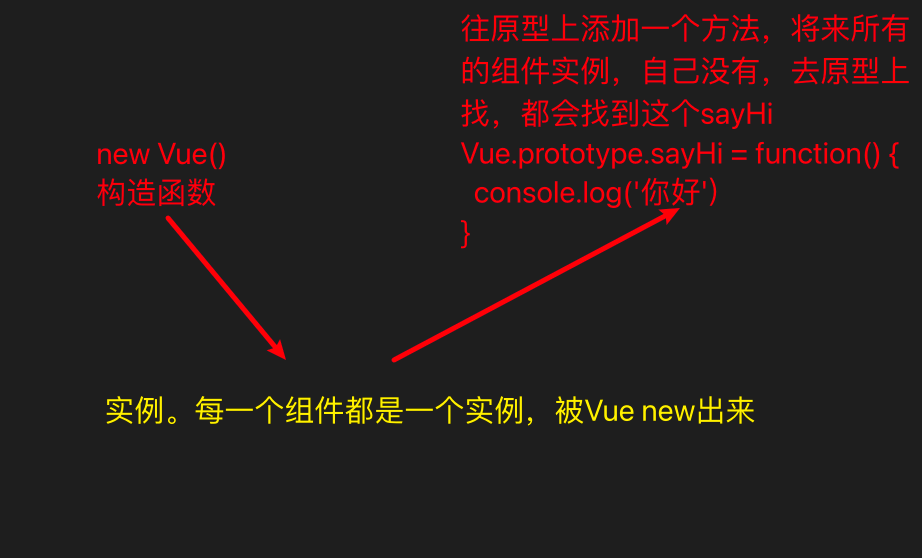 往原型上添加一个方法，将来所有
的组件实例，自己没有，去原型上
找，都会找到这个sayHi
Vue.prototype.sayHi = function() {
console.log('你好'）
}
new Vue()
构造函数
实例。每一个组件都是一个实例，被Vue new出来